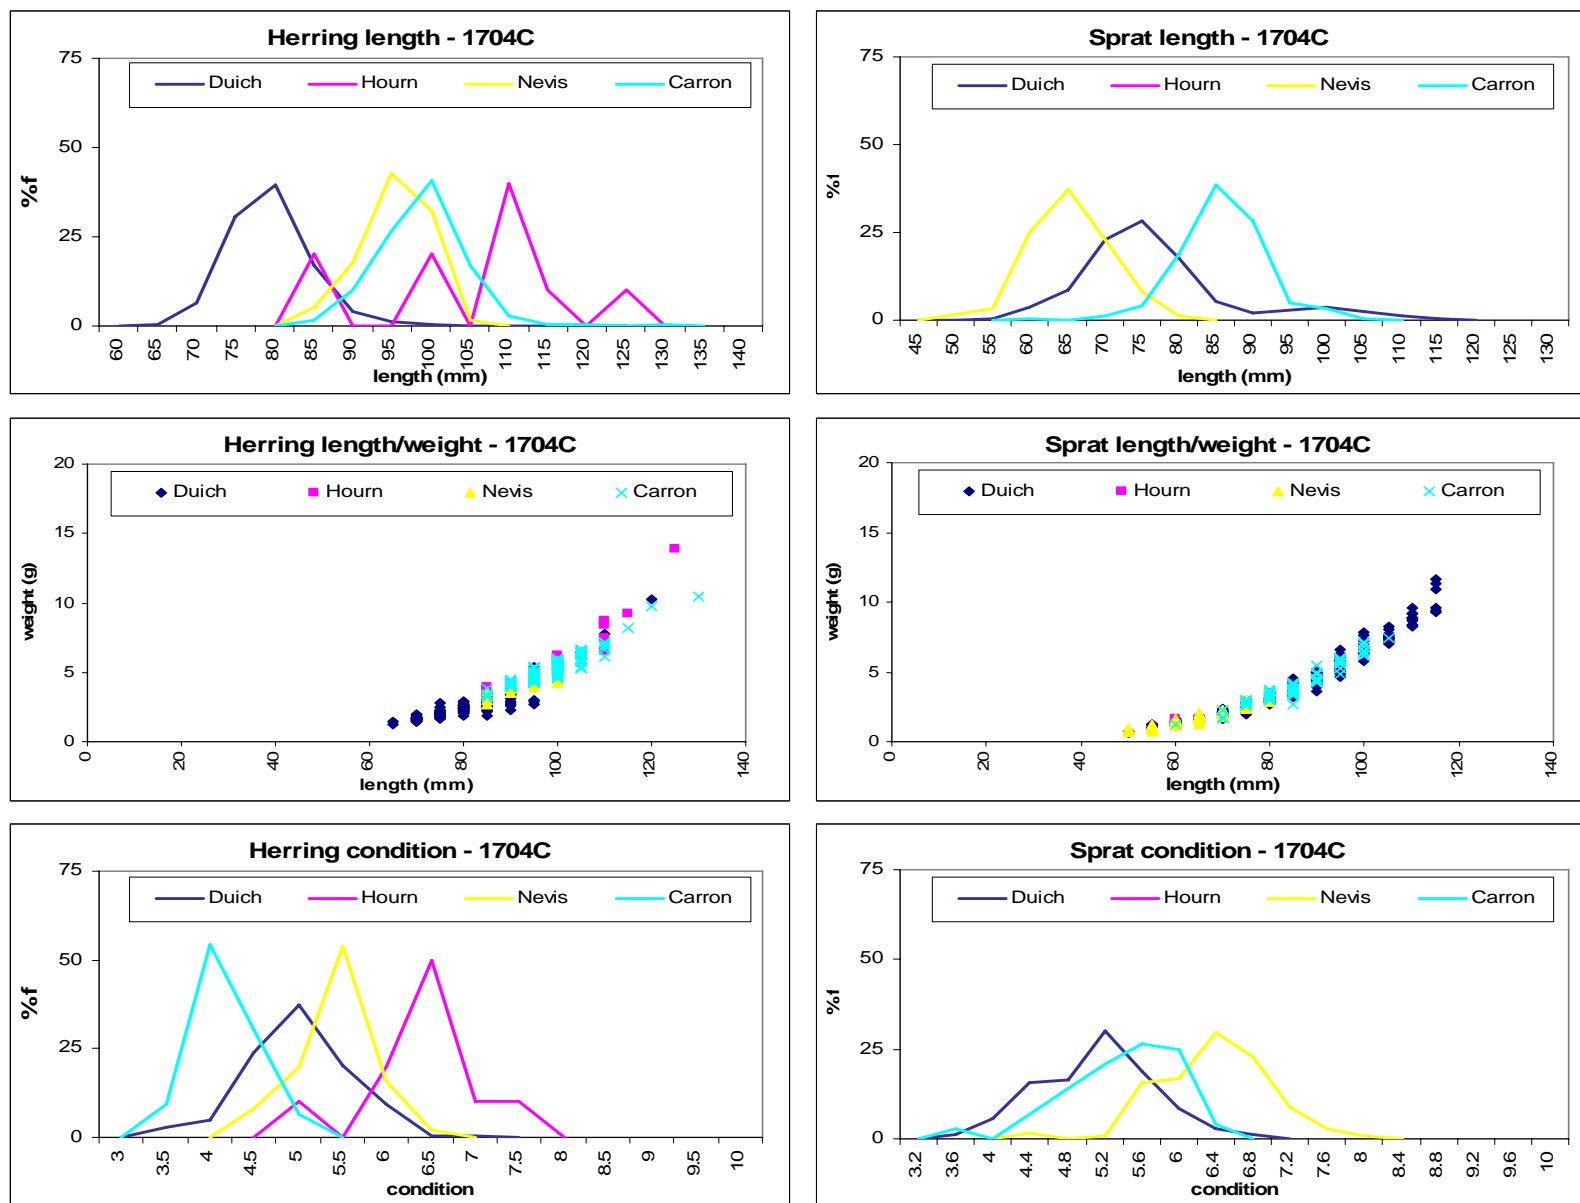 Herring length - 1704C
75
50
25
0
%f
Duich Hourn Nevis Carron
60 65 70 75 80 85 90 95 100 105 110 115 120 125 130 135 140
length (mm)
Sprat length - 1704C
75
50
25
0
%f
Duich Hourn Nevis Carron
45 50 55 60 65 70 75 80 85 90 95 100 105 110 115 120 125 130
length (mm)
Herring length/weight - 1704C
20
15
10
5
0
weight (g)
Duich Hourn Nevis Carron
0 20 40 60 80 100 120 140
length (mm)
Sprat length/weight - 1704C
20
15
10
5
0
weight (g)
Duich Hourn Nevis Carron
0 20 40 60 80 100 120 140
length (mm)
Herring condition - 1704C
75
50
25
0
%f
Duich Hourn Nevis Carron
3 3.5 4 4.5 5 5.5 6 6.5 7 7.5 8 8.5 9 9.5 10
condition
Sprat condition - 1704C
75
50
25
0
%f
Duich Hourn Nevis Carron
3.2 3.6 4 4.4 4.8 5.2 5.6 6 6.4 6.8 7.2 7.6 8 8.4 8.8 9.2 9.6 10
condition